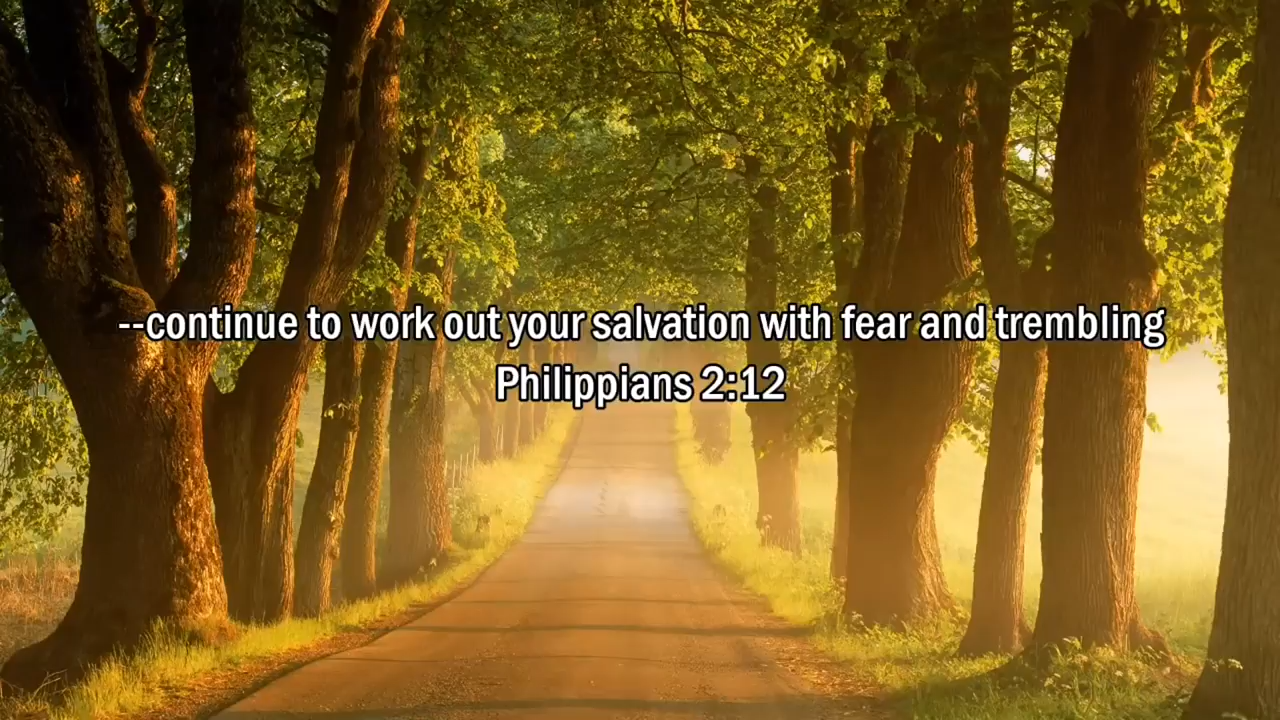 --continue to work out your salvation with fear and trembling
Philippians 2:12